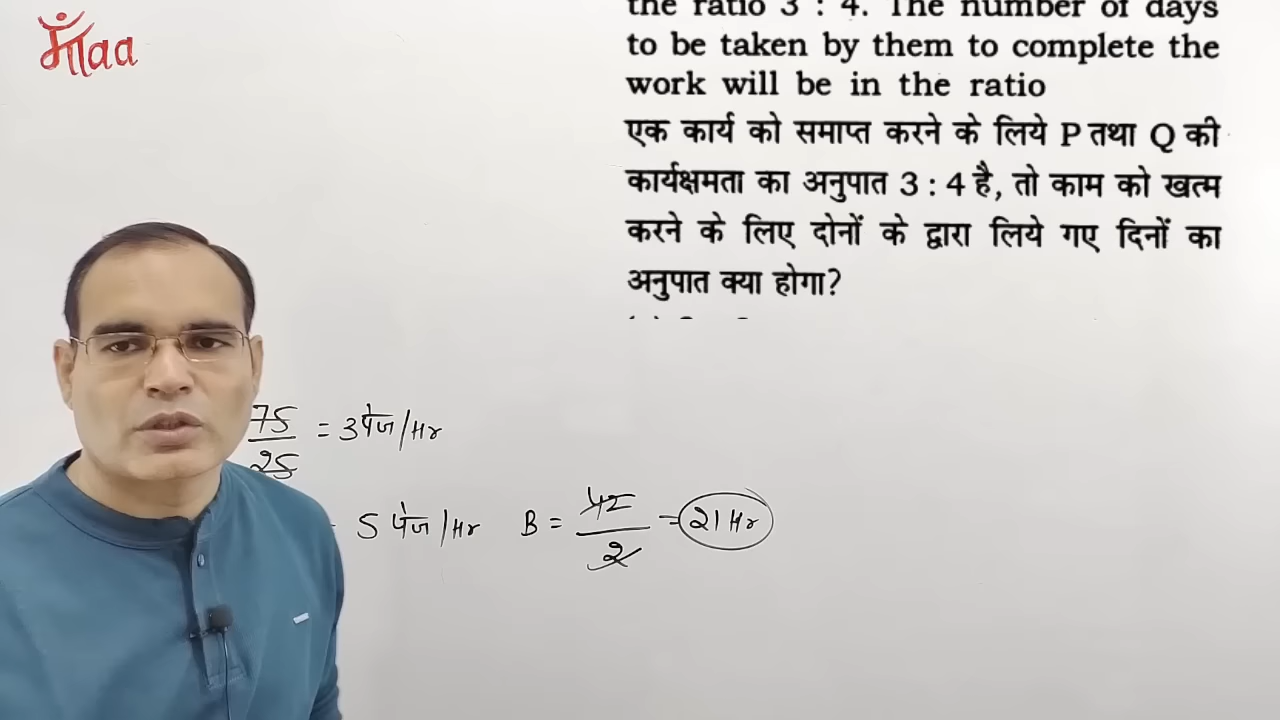 माँaa
the ratio 3 : 4. The number of days
to be taken by them to complete the
work will be in the ratio
एक कार्य को समाप्त करने के लिये P तथा Q की
कार्यक्षमता का अनुपात 3 : 4 है, तो काम को खत्म
करने के लिए दोनों के द्वारा लिये गए दिनों का
अनुपात क्या होगा?
75/25 = 3 पेज/Hr
5 पेज/Hr B = 42/2 = 21 Hr